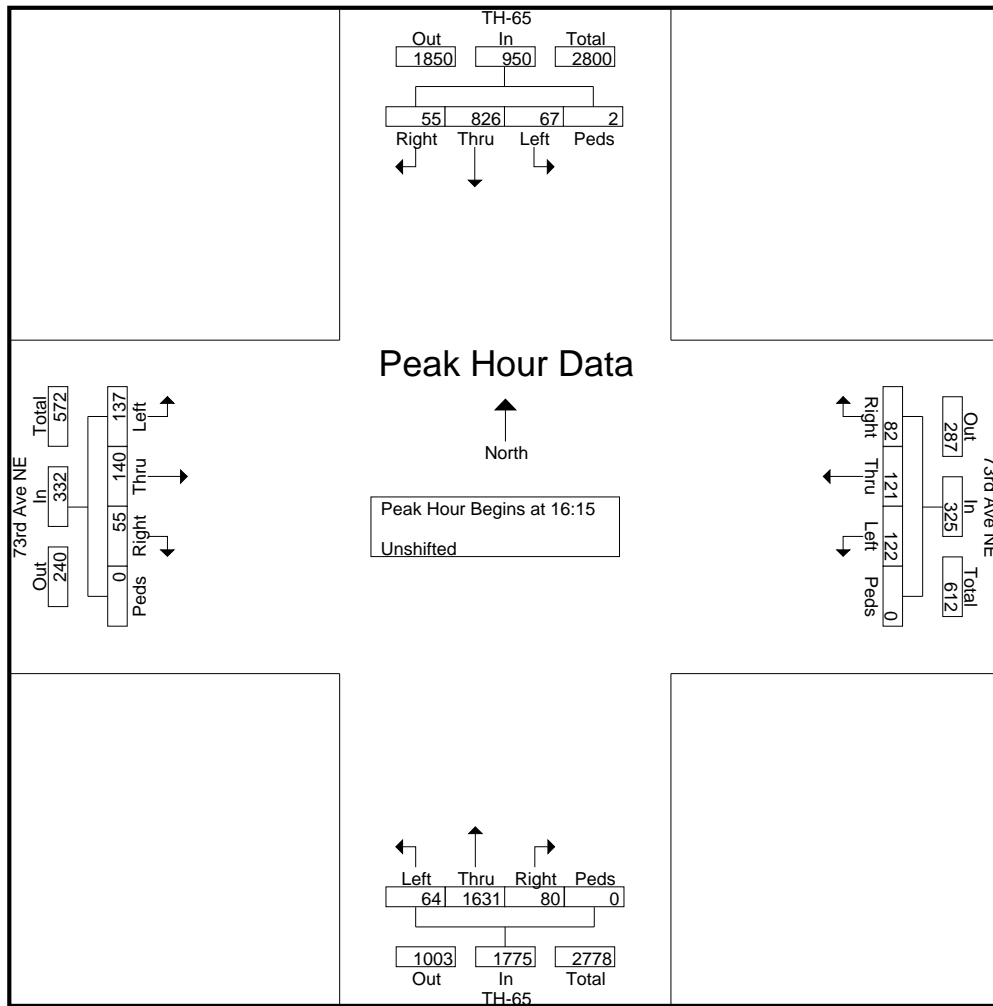 TH-65
Out In Total
1850 950 2800
55 826 67 2
Right Thru Left Peds
Peak Hour Data
North
Peak Hour Begins at 16:15
Unshifted
73rd Ave NE
Total In Out
572 332 240
137 140 55 0
Left Thru Right Peds
Right Thru Left Peds
82 121 122 0
Out In Total
287 325 612
73rd Ave NE
Left Thru Right Peds
64 1631 80 0
1003 1775 2778
Out In Total
TH-65